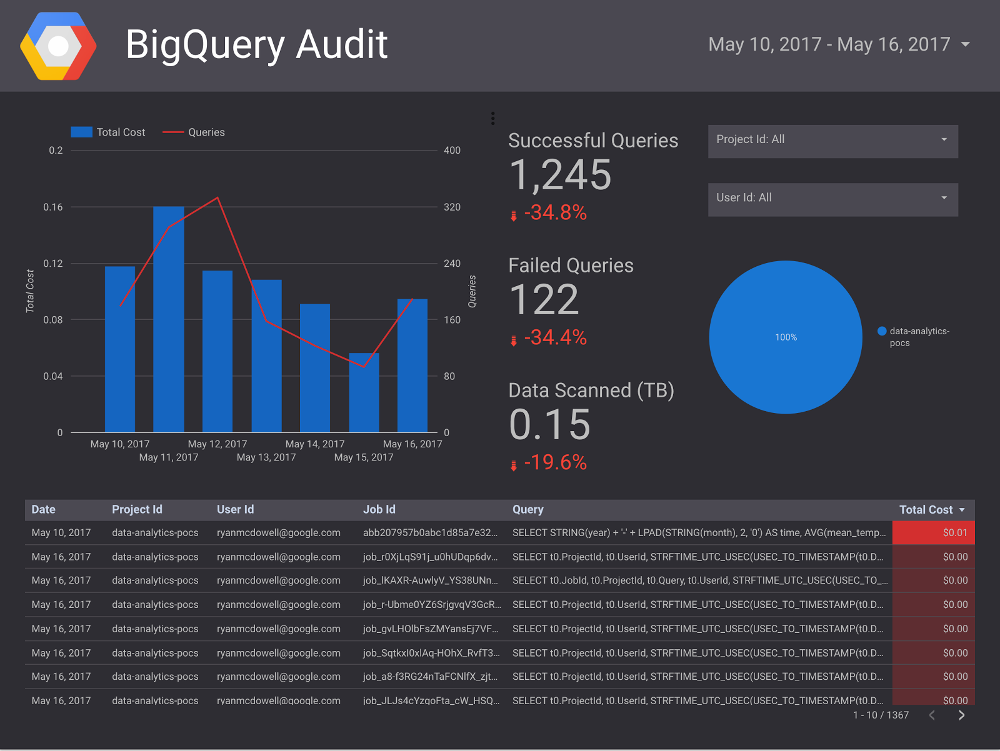 BigQuery Audit
May 10, 2017 - May 16, 2017
Total Cost
Queries
0.2
0.16
0.12
0.08
0.04
0
Total Cost
400
320
240
160
80
0
Queries
May 10, 2017
May 11, 2017
May 12, 2017
May 13, 2017
May 14, 2017
May 15, 2017
May 16, 2017
Successful Queries
1,245
-34.8%
Failed Queries
122
-34.4%
Data Scanned (TB)
0.15
-19.6%
Project Id: All
User Id: All
100%
data-analytics-
pocs
Date Project Id User Id Job Id Query Total Cost
May 10, 2017 data-analytics-pocs ryanmcdowell@google.com abb207957b0abc1d85a7e32... SELECT STRING(year) + '-' + LPAD(STRING(month), 2, '0') AS time, AVG(mean_temp... $0.01
May 16, 2017 data-analytics-pocs ryanmcdowell@google.com job_r0XjLqS91j_u0hUDqp6dv... SELECT t0.ProjectId, t0.UserId, STRFTIME_UTC_USEC(USEC_TO_TIMESTAMP(t0.D... $0.00
May 16, 2017 data-analytics-pocs ryanmcdowell@google.com job_lKAXR-AuwlyV_YS38UNn... SELECT t0.JobId, t0.ProjectId, t0.Query, t0.UserId, STRFTIME_UTC_USEC(USEC_TO_... $0.00
May 16, 2017 data-analytics-pocs ryanmcdowell@google.com job_r-Ubme0YZ6SrjgvqV3GcR... SELECT t0.ProjectId, t0.UserId, STRFTIME_UTC_USEC(USEC_TO_TIMESTAMP(t0.D... $0.00
May 16, 2017 data-analytics-pocs ryanmcdowell@google.com job_gvLHOlbFsZMYansEj7VF... SELECT t0.ProjectId, t0.UserId, STRFTIME_UTC_USEC(USEC_TO_TIMESTAMP(t0.D... $0.00
May 16, 2017 data-analytics-pocs ryanmcdowell@google.com job_SqtkxI0xlAq-HOhX_RvfT3... SELECT t0.ProjectId, t0.UserId, STRFTIME_UTC_USEC(USEC_TO_TIMESTAMP(t0.D... $0.00
May 16, 2017 data-analytics-pocs ryanmcdowell@google.com job_a8-f3RG24nTaFCNlfX_zjt... SELECT t0.ProjectId, t0.UserId, STRFTIME_UTC_USEC(USEC_TO_TIMESTAMP(t0.D... $0.00
May 16, 2017 data-analytics-pocs ryanmcdowell@google.com job_JLJs4cYzqoFta_cW_HSQ... SELECT t0.ProjectId, t0.UserId, STRFTIME_UTC_USEC(USEC_TO_TIMESTAMP(t0.D... $0.00
1 - 10 / 1367